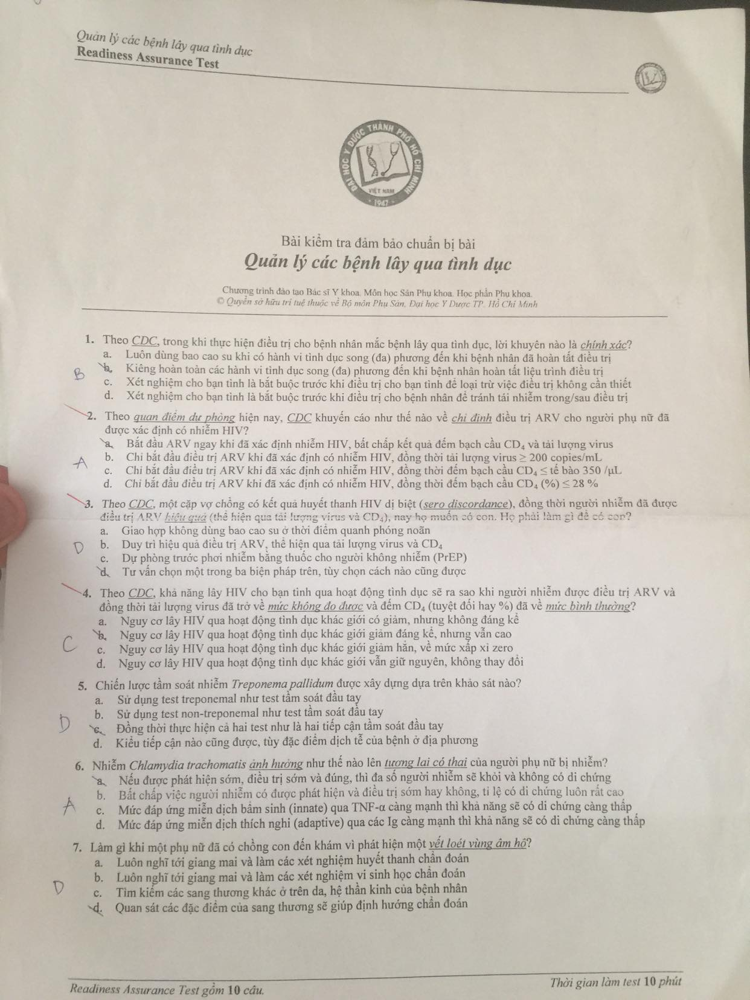 Quản lý các bệnh lây qua tình dục
Readiness Assurance Test
ĐẠI HỌC Y DƯỢC THÀNH PHỐ HỒ CHÍ MINH
VIỆT NAM
1947
Bài kiểm tra đảm bảo chuẩn bị bài
Quản lý các bệnh lây qua tình dục
Chương trình đào tạo Bác sĩ Y khoa. Môn học Sản Phụ khoa. Học phần Phụ khoa.
© Quyền sở hữu trí tuệ thuộc về Bộ môn Phụ Sản, Đại học Y Dược TP. Hồ Chí Minh
1. Theo CDC, trong khi thực hiện điều trị cho bệnh nhân mắc bệnh lây qua tình dục, lời khuyên nào là chính xác?
a. Luôn dùng bao cao su khi có hành vi tình dục song (đa) phương đến khi bệnh nhân đã hoàn tất điều trị
b. Kiêng hoàn toàn các hành vi tình dục song (đa) phương đến khi bệnh nhân hoàn tất liệu trình điều trị
B
c. Xét nghiệm cho bạn tình là bắt buộc trước khi điều trị cho bạn tình để loại trừ việc điều trị không cần thiết
d. Xét nghiệm cho bạn tình là bắt buộc trước khi điều trị cho bệnh nhân để tránh tái nhiễm trong/sau điều trị
2. Theo quan điểm dự phòng hiện nay, CDC khuyến cáo như thế nào về chỉ định điều trị ARV cho người phụ nữ đã
được xác định có nhiễm HIV?
a. Bắt đầu ARV ngay khi đã xác định nhiễm HIV, bất chấp kết quả đếm bạch cầu CD4 và tải lượng virus
b. Chỉ bắt đầu điều trị ARV khi đã xác định có nhiễm HIV, đồng thời tải lượng virus ≥ 200 copies/mL
A
c. Chỉ bắt đầu điều trị ARV khi đã xác định có nhiễm HIV, đồng thời đếm bạch cầu CD4 ≤ tế bào 350 /µL
d. Chỉ bắt đầu điều trị ARV khi đã xác định có nhiễm HIV, đồng thời đếm bạch cầu CD4 (%) ≤ 28 %
3. Theo CDC, một cặp vợ chồng có kết quả huyết thanh HIV dị biệt (sero discordance), đồng thời người nhiễm đã được
điều trị ARV hiệu quả (thể hiện qua tải lượng virus và CD4), nay họ muốn có con. Họ phải làm gì để có con?
a. Giao hợp không dùng bao cao su ở thời điểm quanh phóng noãn
b. Duy trì hiệu quả điều trị ARV, thể hiện qua tải lượng virus và CD4
D
c. Dự phòng trước phơi nhiễm bằng thuốc cho người không nhiễm (PrEP)
d. Tư vấn chọn một trong ba biện pháp trên, tùy chọn cách nào cũng được
4. Theo CDC, khả năng lây HIV cho bạn tình qua hoạt động tình dục sẽ ra sao khi người nhiễm được điều trị ARV và
đồng thời tải lượng virus đã trở về mức không đo được và đếm CD4 (tuyệt đối hay %) đã về mức bình thường?
a. Nguy cơ lây HIV qua hoạt động tình dục khác giới có giảm, nhưng không đáng kể
b. Nguy cơ lây HIV qua hoạt động tình dục khác giới giảm đáng kể, nhưng vẫn cao
C
c. Nguy cơ lây HIV qua hoạt động tình dục khác giới giảm hẳn, về mức xấp xỉ zero
d. Nguy cơ lây HIV qua hoạt động tình dục khác giới vẫn giữ nguyên, không thay đổi
5. Chiến lược tầm soát nhiễm Treponema pallidum được xây dựng dựa trên khảo sát nào?
a. Sử dụng test treponemal như test tầm soát đầu tay
b. Sử dụng test non-treponemal như test tầm soát đầu tay
D
c. Đồng thời thực hiện cả hai test như là hai tiếp cận tầm soát đầu tay
d. Kiểu tiếp cận nào cũng được, tùy đặc điểm dịch tễ của bệnh ở địa phương
6. Nhiễm Chlamydia trachomatis ảnh hưởng như thế nào lên tương lai có thai của người phụ nữ bị nhiễm?
a. Nếu được phát hiện sớm, điều trị sớm và đúng, thì đa số người nhiễm sẽ khỏi và không có di chứng
b. Bất chấp việc người nhiễm có được phát hiện và điều trị sớm hay không, tỉ lệ có di chứng luôn rất cao
A
c. Mức đáp ứng miễn dịch bẩm sinh (innate) qua TNF-α càng mạnh thì khả năng sẽ có di chứng càng thấp
d. Mức đáp ứng miễn dịch thích nghi (adaptive) qua các Ig càng mạnh thì khả năng sẽ có di chứng càng thấp
7. Làm gì khi một phụ nữ đã có chồng con đến khám vì phát hiện một vết loét vùng âm hộ?
a. Luôn nghĩ tới giang mai và làm các xét nghiệm huyết thanh chẩn đoán
b. Luôn nghĩ tới giang mai và làm các xét nghiệm vi sinh học chẩn đoán
D
c. Tìm kiếm các sang thương khác ở trên da, hệ thần kinh của bệnh nhân
d. Quan sát các đặc điểm của sang thương sẽ giúp định hướng chẩn đoán
Readiness Assurance Test gồm 10 câu.
Thời gian làm test 10 phút